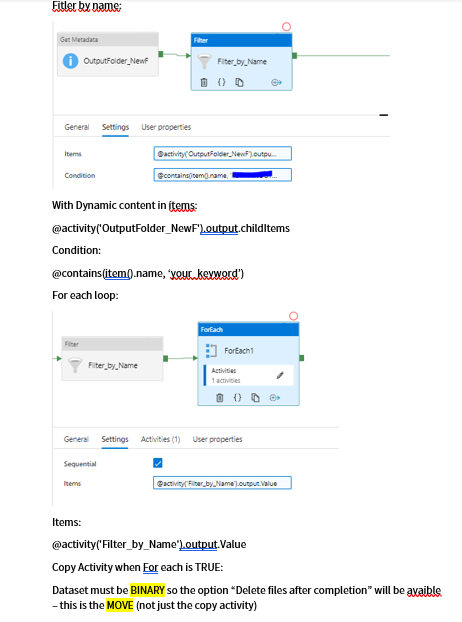 Fitler by name:
Get Metadata
OutputFolder_NewF
Filter
Filter_by_Name
General Settings User properties
Items @activity('OutputFolder_NewF').outpu...
Condition @contains(item().name,
With Dynamic content in items:
@activity('OutputFolder_NewF').output.childItems
Condition:
@contains(item().name, ‘your_keyword’)
For each loop:
Filter
Filter_by_Name
ForEach
ForEach1
Activities
1 activities
General Settings Activities (1) User properties
Sequential
Items @activity('Filter_by_Name').output.Value
Items:
@activity('Filter_by_Name').output.Value
Copy Activity when For each is TRUE:
Dataset must be BINARY so the option “Delete files after completion” will be avaible
– this is the MOVE (not just the copy activity)